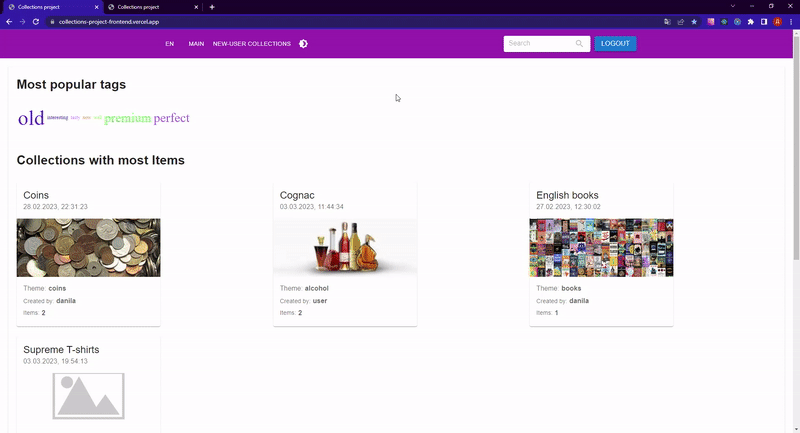 Collections project
Collections project
collections-project-frontend.vercel.app
EN
MAIN
NEW-USER COLLECTIONS
Search
LOGOUT
Most popular tags
old interesting premium perfect
Collections with most Items
Coins
28.02.2023, 22:31:23
Theme: coins
Created by: danila
Items: 2
Cognac
03.03.2023, 11:44:34
Theme: alcohol
Created by: user
Items: 2
English books
27.02.2023, 12:30:02
Theme: books
Created by: danila
Items: 1
Supreme T-shirts
03.03.2023, 19:54:13